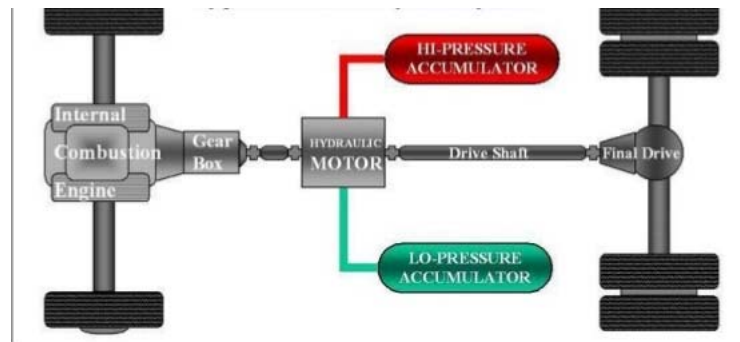 HI-PRESSURE
ACCUMULATOR
Internal
Combustion
Engine
Gear
Box
HYDRAULIC
MOTOR
Drive Shaft
Final Drive
LO-PRESSURE
ACCUMULATOR